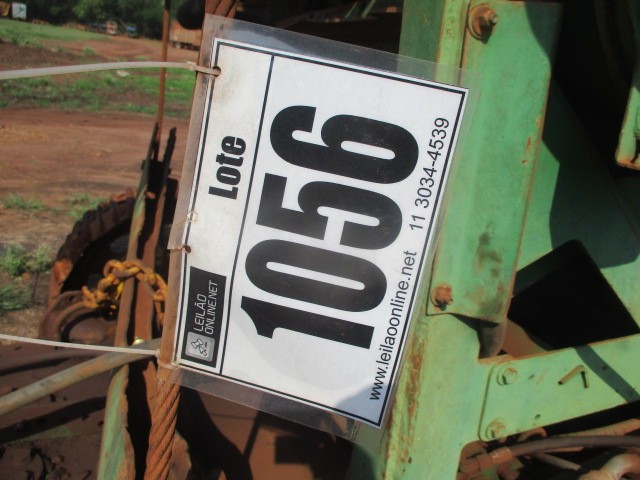 Lote
LEILÃO
ONLINE.NET
1056
www.leilaoonline.net 11 3034-4539